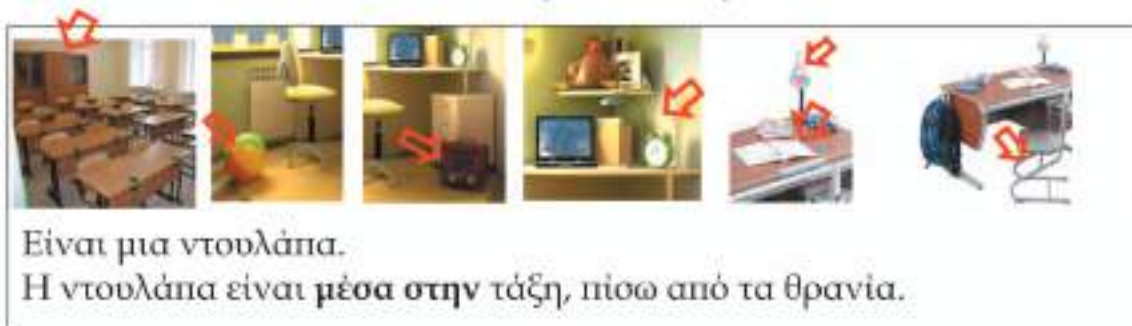 Είναι μια ντουλάπα.
Η ντουλάπα είναι μέσα στην τάξη, πίσω από τα θρανία.